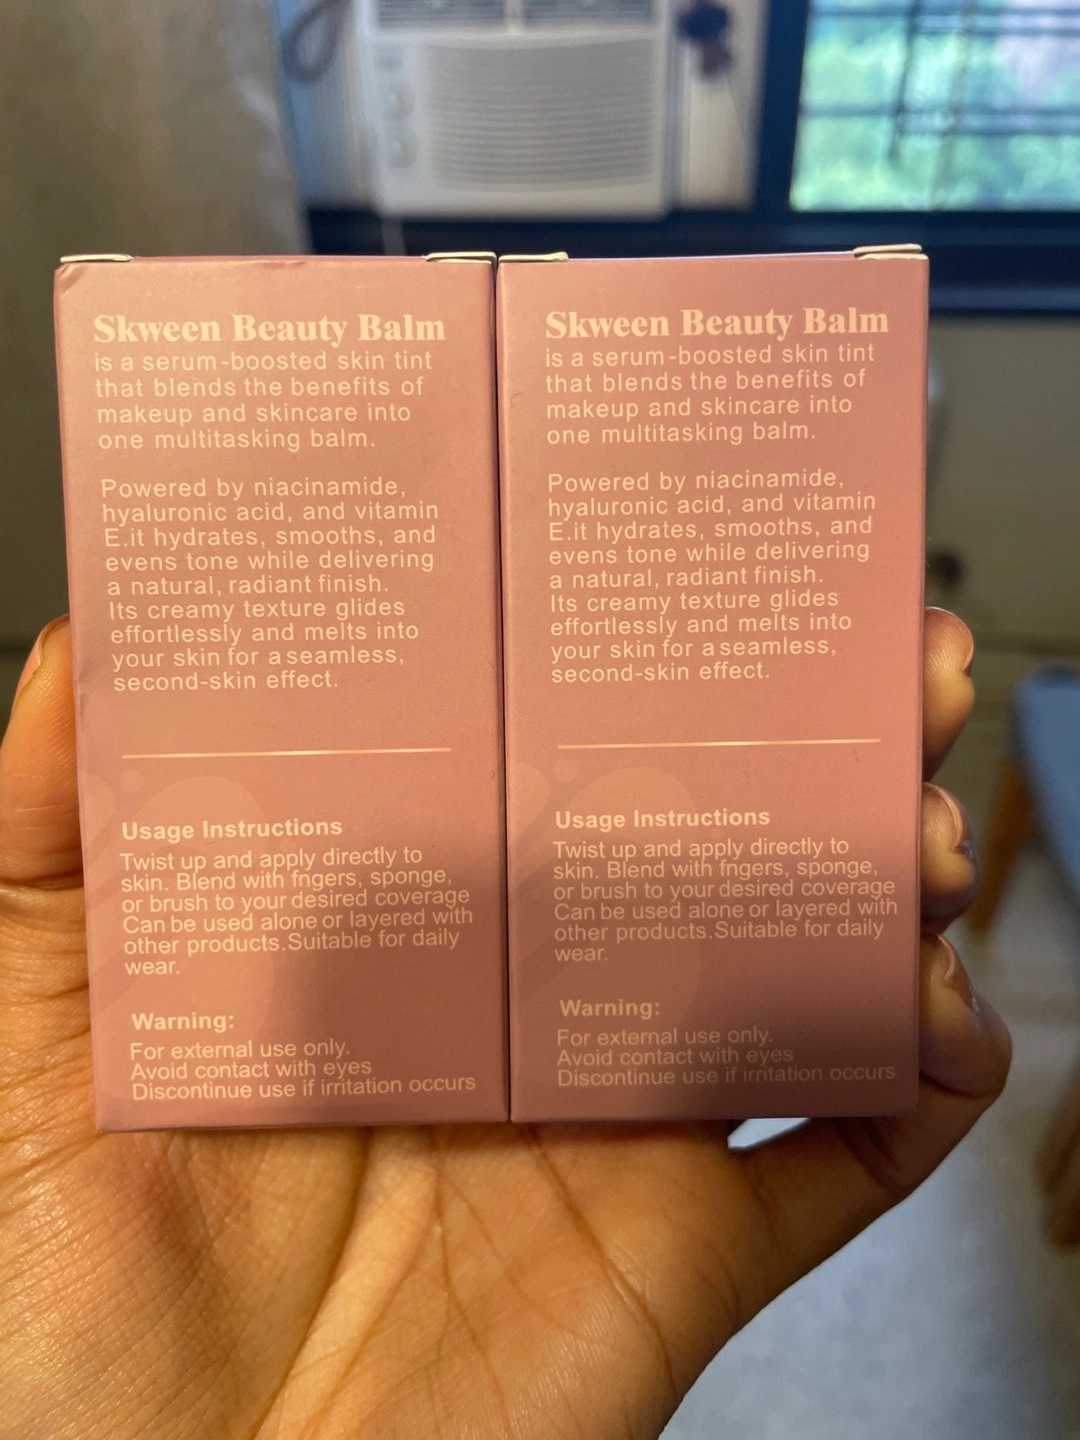 Skween Beauty Balm
is a serum-boosted skin tint
that blends the benefits of
makeup and skincare into
one multitasking balm.
Powered by niacinamide,
hyaluronic acid, and vitamin
E.it hydrates, smooths, and
evens tone while delivering
a natural, radiant finish.
Its creamy texture glides
effortlessly and melts into
your skin for a seamless,
second-skin effect.
Usage Instructions
Twist up and apply directly to
skin. Blend with fngers, sponge,
or brush to your desired coverage
Can be used alone or layered with
other products.Suitable for daily
wear.
Warning:
For external use only.
Avoid contact with eyes
Discontinue use if irritation occurs
Skween Beauty Balm
is a serum-boosted skin tint
that blends the benefits of
makeup and skincare into
one multitasking balm.
Powered by niacinamide,
hyaluronic acid, and vitamin
E.it hydrates, smooths, and
evens tone while delivering
a natural, radiant finish.
Its creamy texture glides
effortlessly and melts into
your skin for a seamless,
second-skin effect.
Usage Instructions
Twist up and apply directly to
skin. Blend with fngers, sponge,
or brush to your desired coverage
Can be used alone or layered with
other products.Suitable for daily
wear.
Warning:
For external use only.
Avoid contact with eyes
Discontinue use if irritation occurs